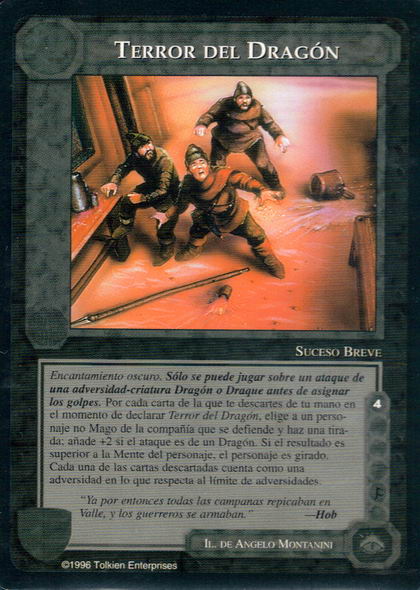 TERROR DEL DRAGÓN
SUCESO BREVE
Encantamiento oscuro. Sólo se puede jugar sobre un ataque de
una adversidad-criatura Dragón o Draque antes de asignar
los golpes. Por cada carta de la que te descartes de tu mano en
el momento de declarar Terror del Dragón, elige a un perso-
naje no Mago de la compañía que se defiende y haz una tira-
da; añade +2 si el ataque es de un Dragón. Si el resultado es
superior a la Mente del personaje, el personaje es girado.
Cada una de las cartas descartadas cuenta como una
adversidad en lo que respecta al límite de adversidades.
4
"Ya por entonces todas las campanas repicaban en
Valle, y los guerreros se armaban." —Hob
IL. DE ANGELO MONTANINI
©1996 Tolkien Enterprises